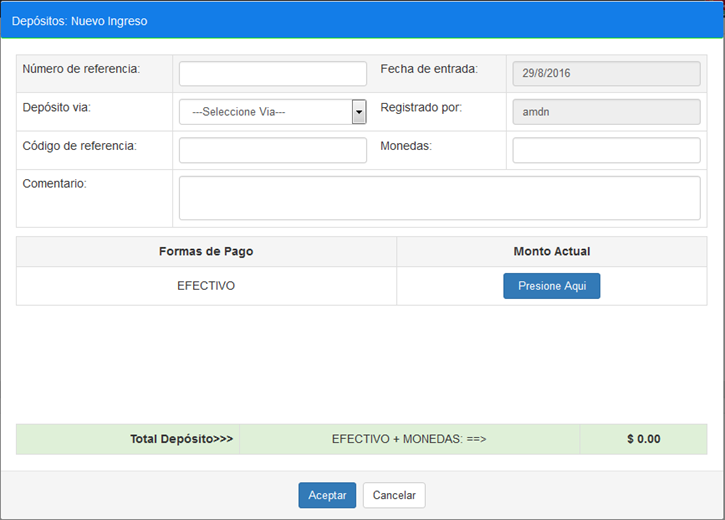 Depósitos: Nuevo Ingreso
Número de referencia: Fecha de entrada: 29/8/2016
Depósito via: ---Seleccione Via--- Registrado por: amdn
Código de referencia: Monedas:
Comentario:
Formas de Pago Monto Actual
EFECTIVO Presione Aqui
Total Depósito>>> EFECTIVO + MONEDAS: ==> $ 0.00
Aceptar Cancelar